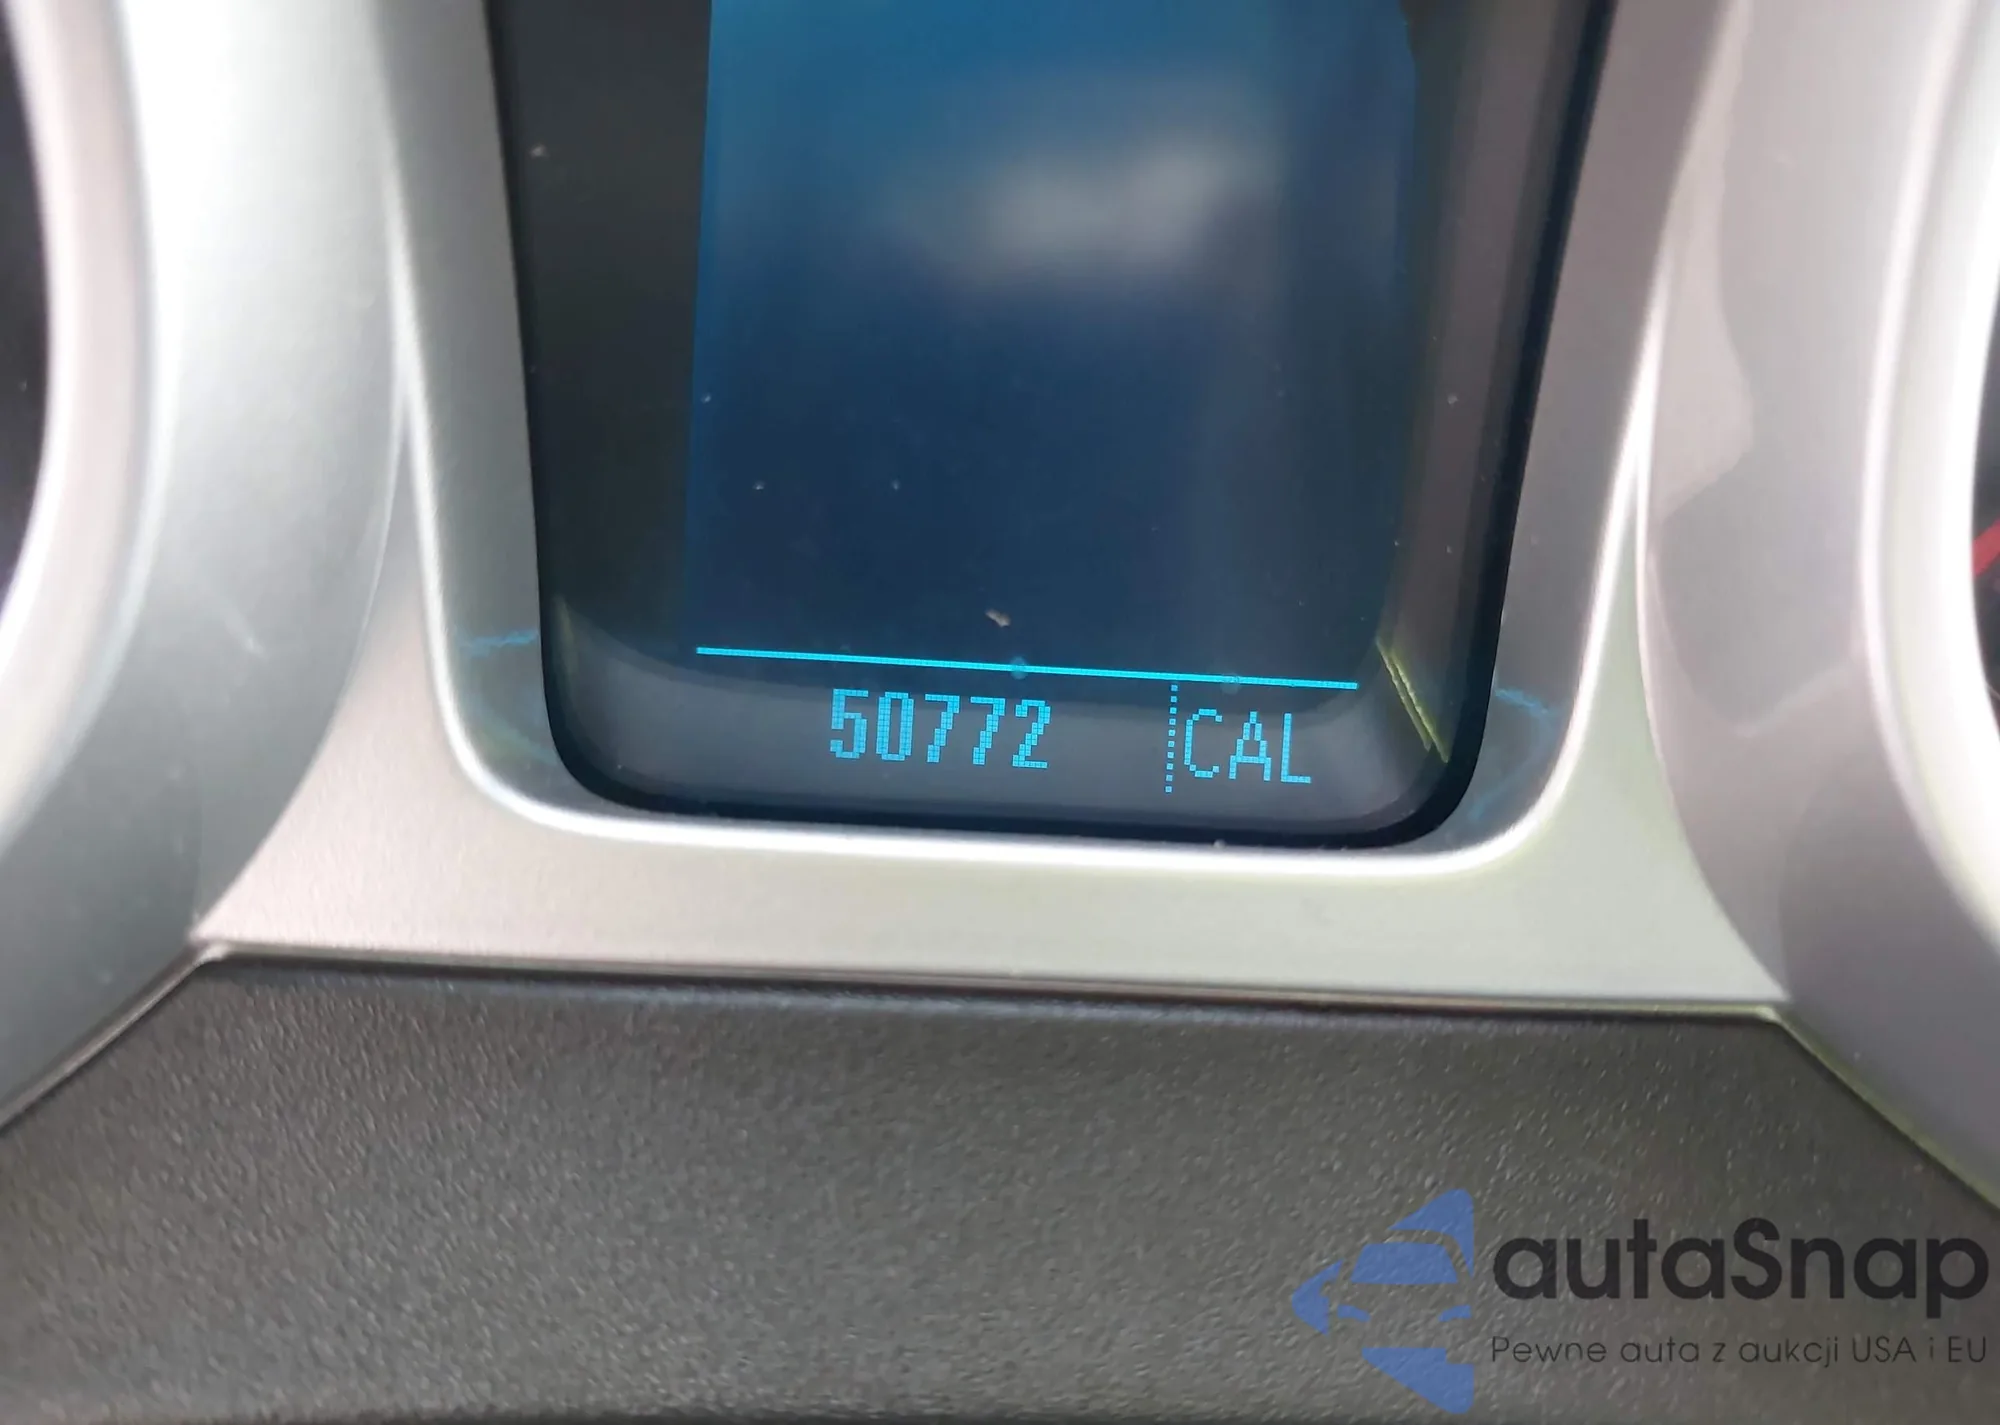 50772 CAL
autaSnap
Pewne auta z aukcji USA i EU